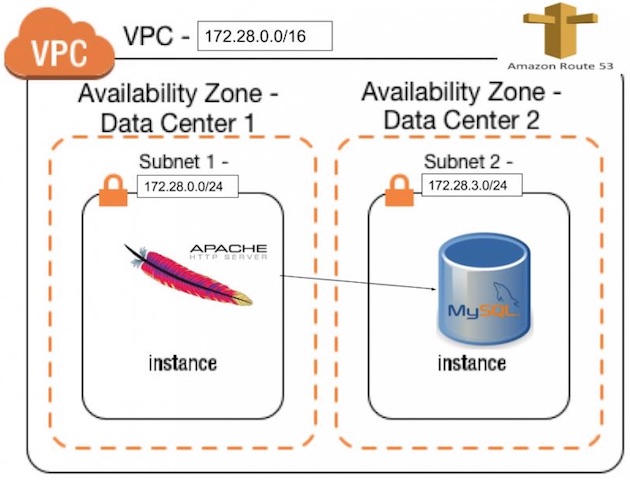 VPC
VPC - 172.28.0.0/16
Amazon Route 53
Availability Zone -
Data Center 1
Subnet 1 -
172.28.0.0/24
APACHE
HTTP SERVER
instance
Availability Zone -
Data Center 2
Subnet 2 -
172.28.3.0/24
MySQL
instance